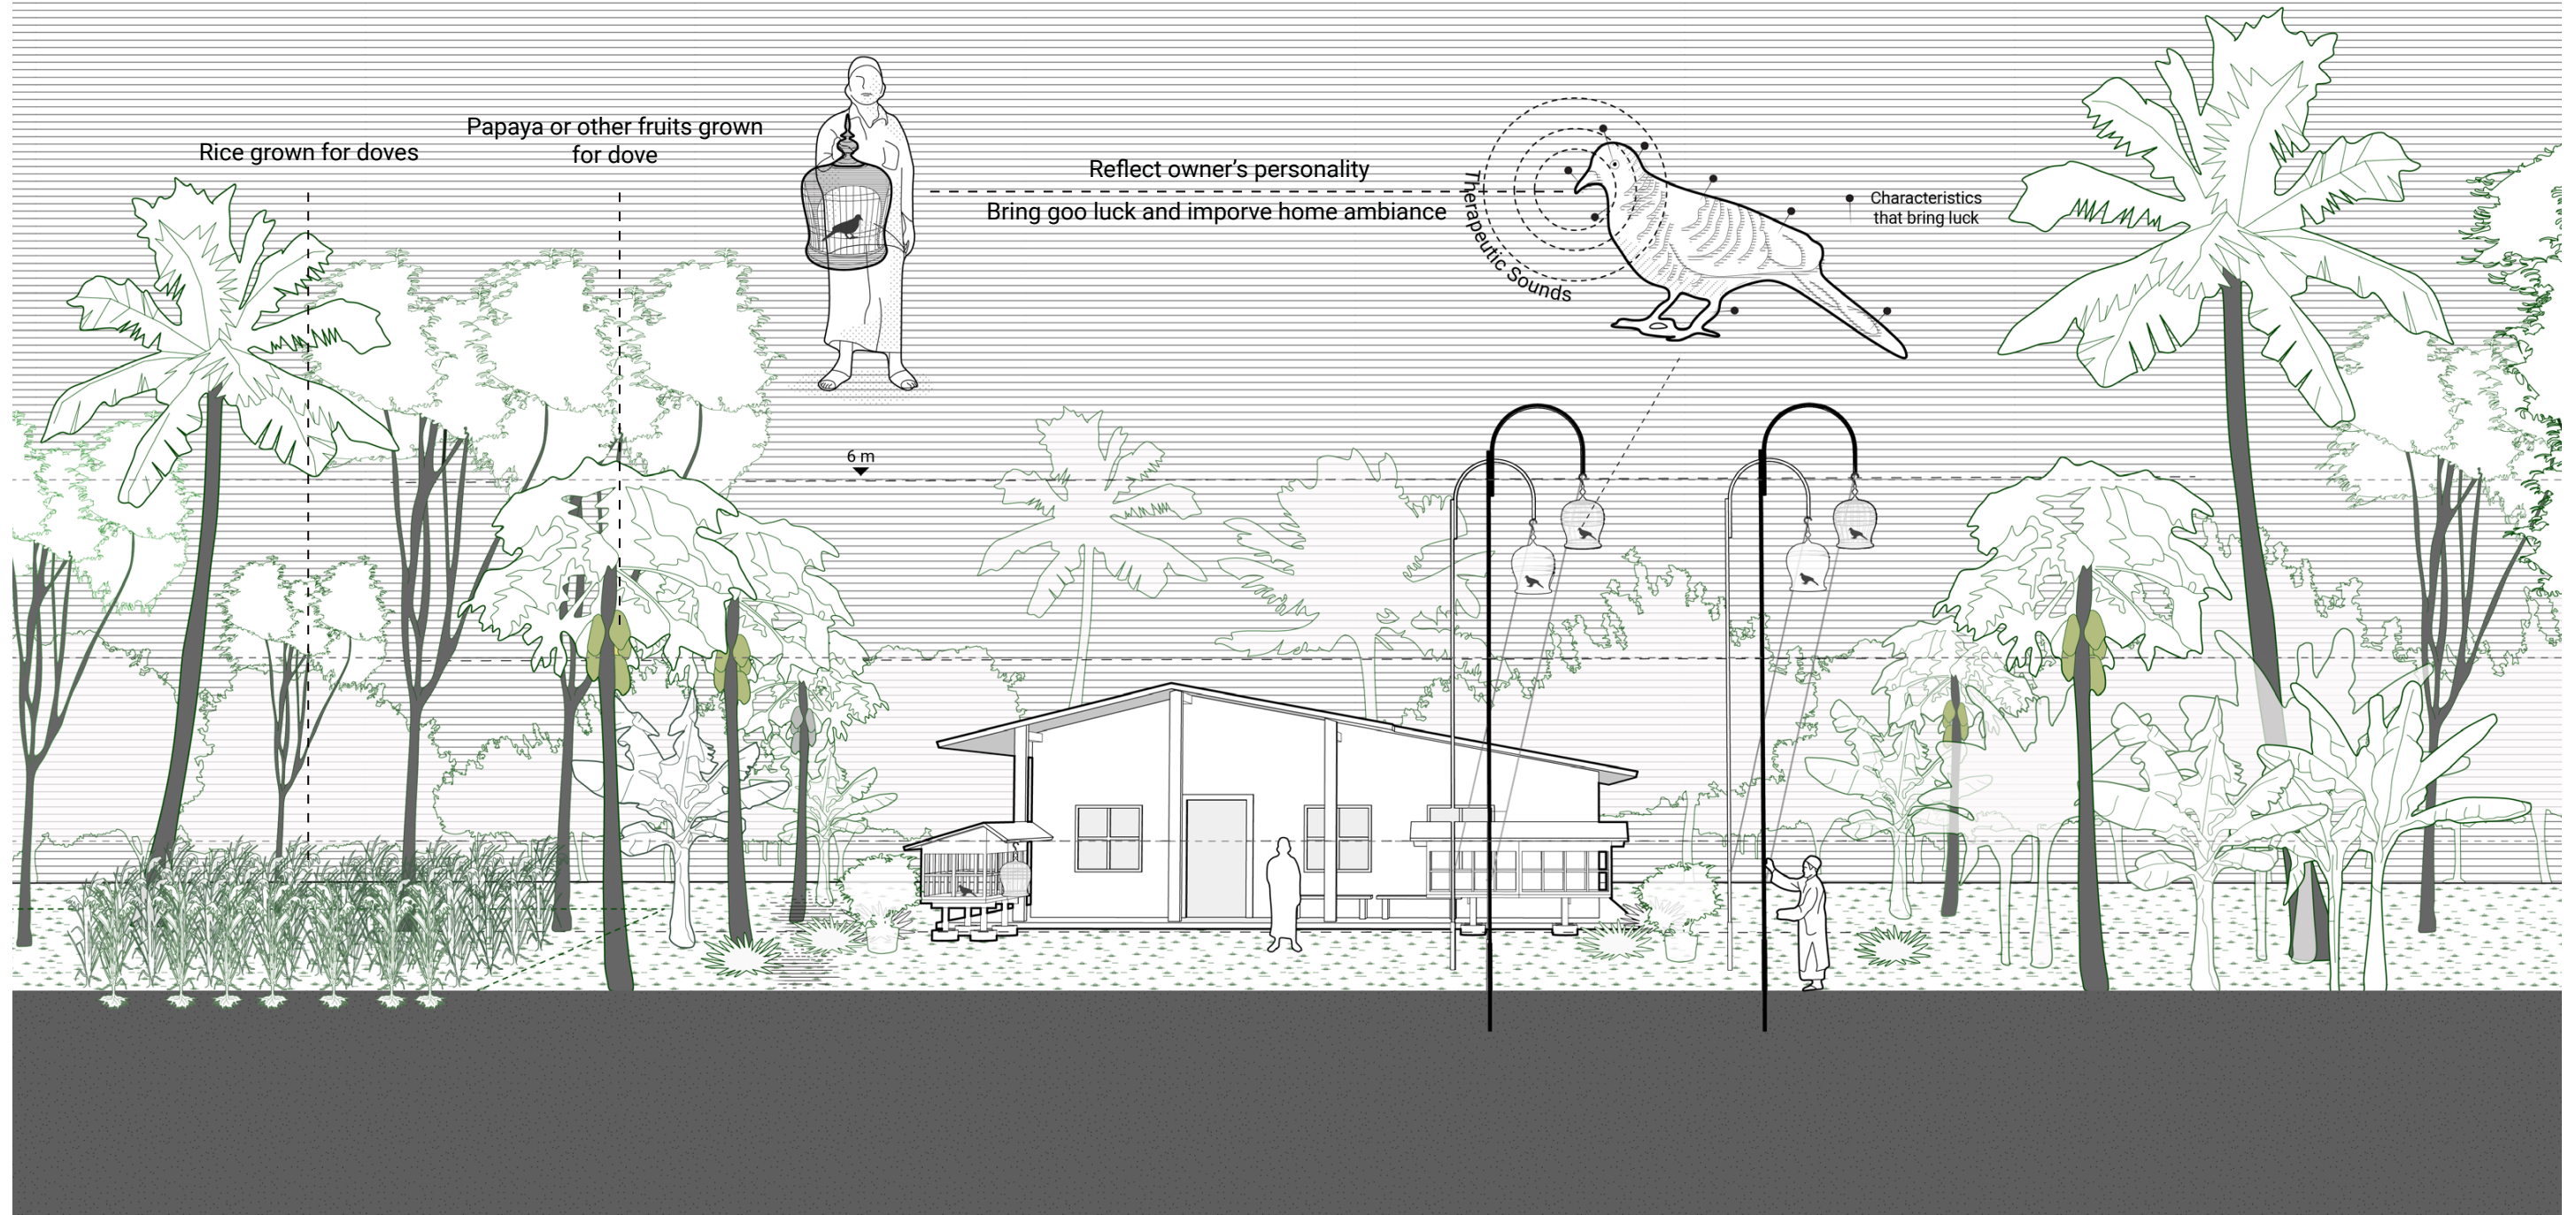 Papaya or other fruits grown
for dove
Rice grown for doves
Reflect owner's personality
Bring goo luck and imporve home ambiance
Therapeutic Sounds
Characteristics
that bring luck
6 m